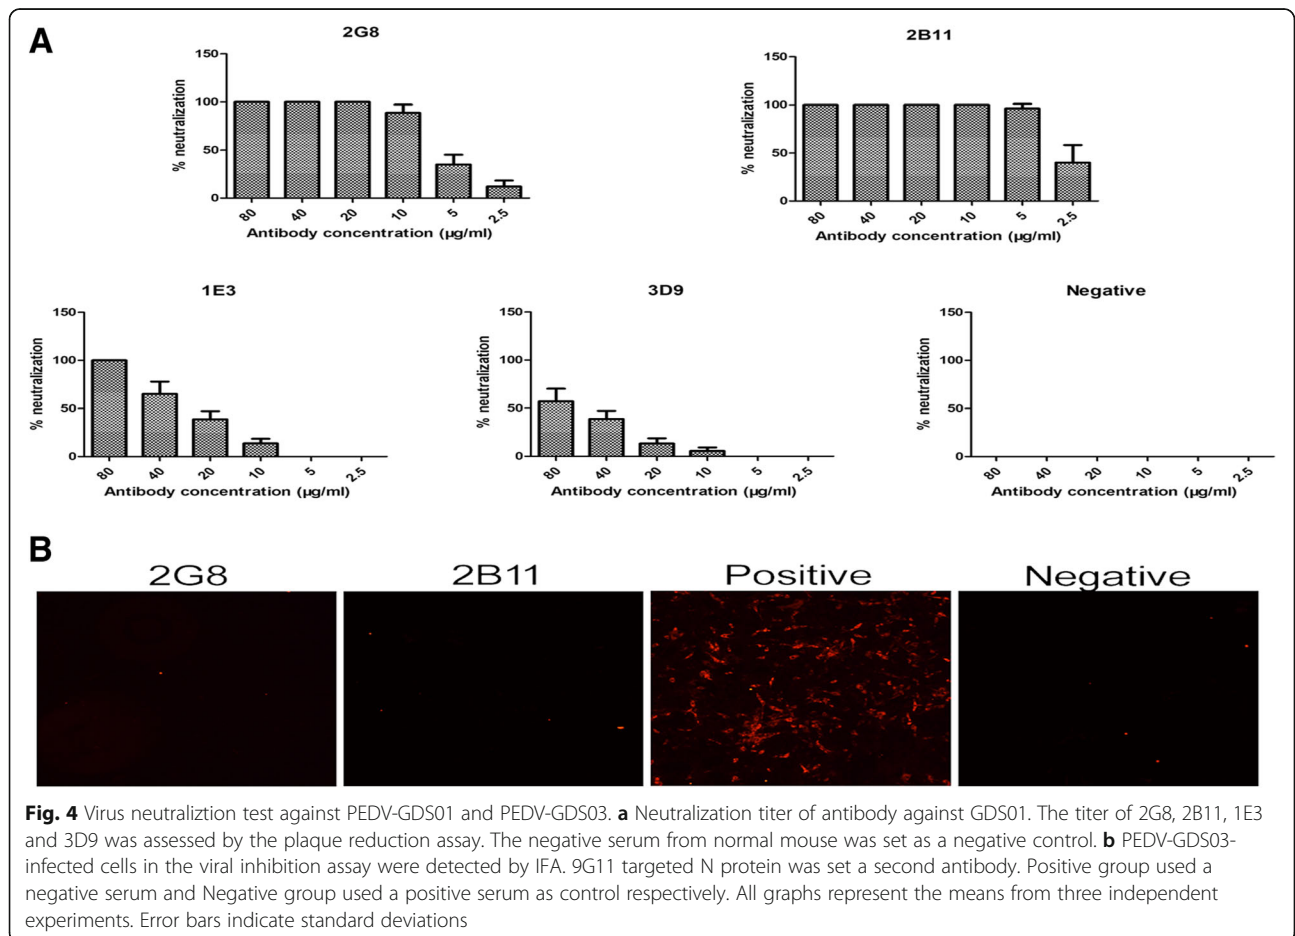 A
2G8
% neutralization
150
100
50
0
80 40 20 10 5 2.5
Antibody concentration (µg/ml)
2B11
% neutralization
150
100
50
0
80 40 20 10 5 2.5
Antibody concentration (µg/ml)
1E3
% neutralization
150
100
50
0
80 40 20 10 5 2.5
Antibody concentration (µg/ml)
3D9
% neutralization
150
100
50
0
80 40 20 10 5 2.5
Antibody concentration (µg/ml)
Negative
% neutralization
150
100
50
0
80 40 20 10 5 2.5
Antibody concentration (µg/ml)
B
2G8 2B11 Positive Negative
Fig. 4 Virus neutraliztion test against PEDV-GDS01 and PEDV-GDS03. a Neutralization titer of antibody against GDS01. The titer of 2G8, 2B11, 1E3
and 3D9 was assessed by the plaque reduction assay. The negative serum from normal mouse was set as a negative control. b PEDV-GDS03-
infected cells in the viral inhibition assay were detected by IFA. 9G11 targeted N protein was set a second antibody. Positive group used a
negative serum and Negative group used a positive serum as control respectively. All graphs represent the means from three independent
experiments. Error bars indicate standard deviations